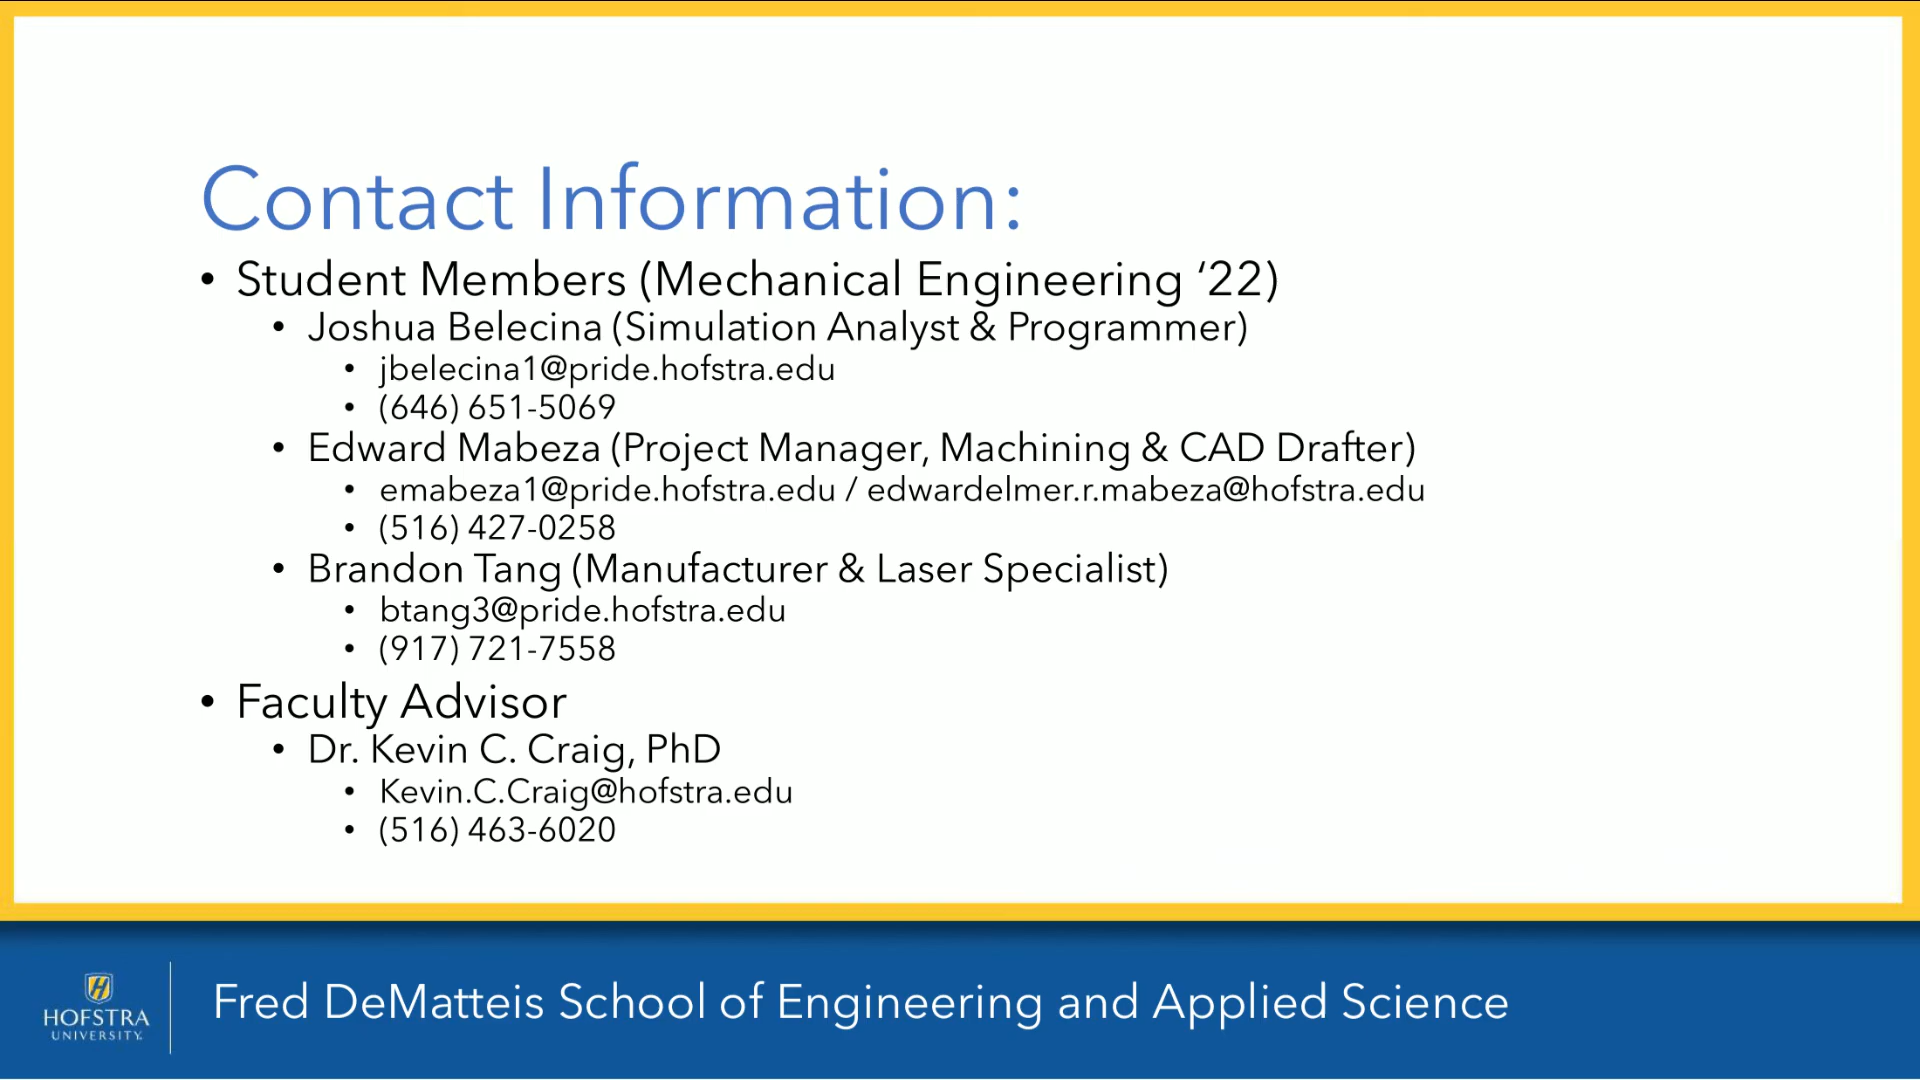 Contact Information:
• Student Members (Mechanical Engineering ‘22)
• Joshua Belecina (Simulation Analyst & Programmer)
• jbelecina1@pride.hofstra.edu
• (646) 651-5069
• Edward Mabeza (Project Manager, Machining & CAD Drafter)
• emabeza1@pride.hofstra.edu / edwardelmer.r.mabeza@hofstra.edu
• (516) 427-0258
• Brandon Tang (Manufacturer & Laser Specialist)
• btang3@pride.hofstra.edu
• (917) 721-7558
• Faculty Advisor
• Dr. Kevin C. Craig, PhD
• Kevin.C.Craig@hofstra.edu
• (516) 463-6020
H
HOFSTRA
UNIVERSITY.
Fred DeMatteis School of Engineering and Applied Science